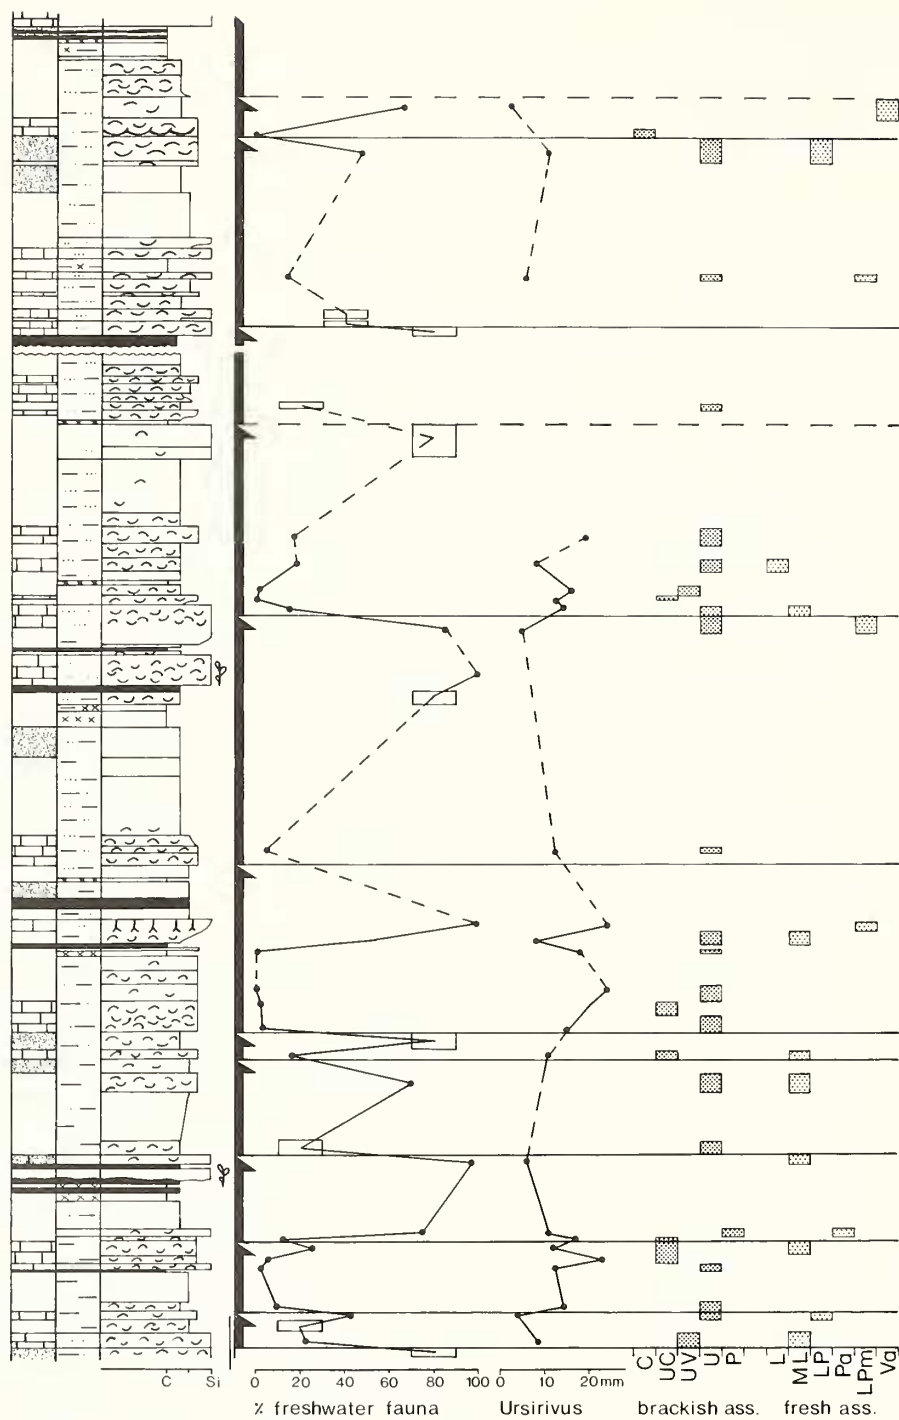 C Si
0 20 40 60 80 100
% freshwater fauna
0 10 20mm
Ursirivus
C UC UV U P
brackish ass.
L ML LP Pa LPm Va
fresh ass.